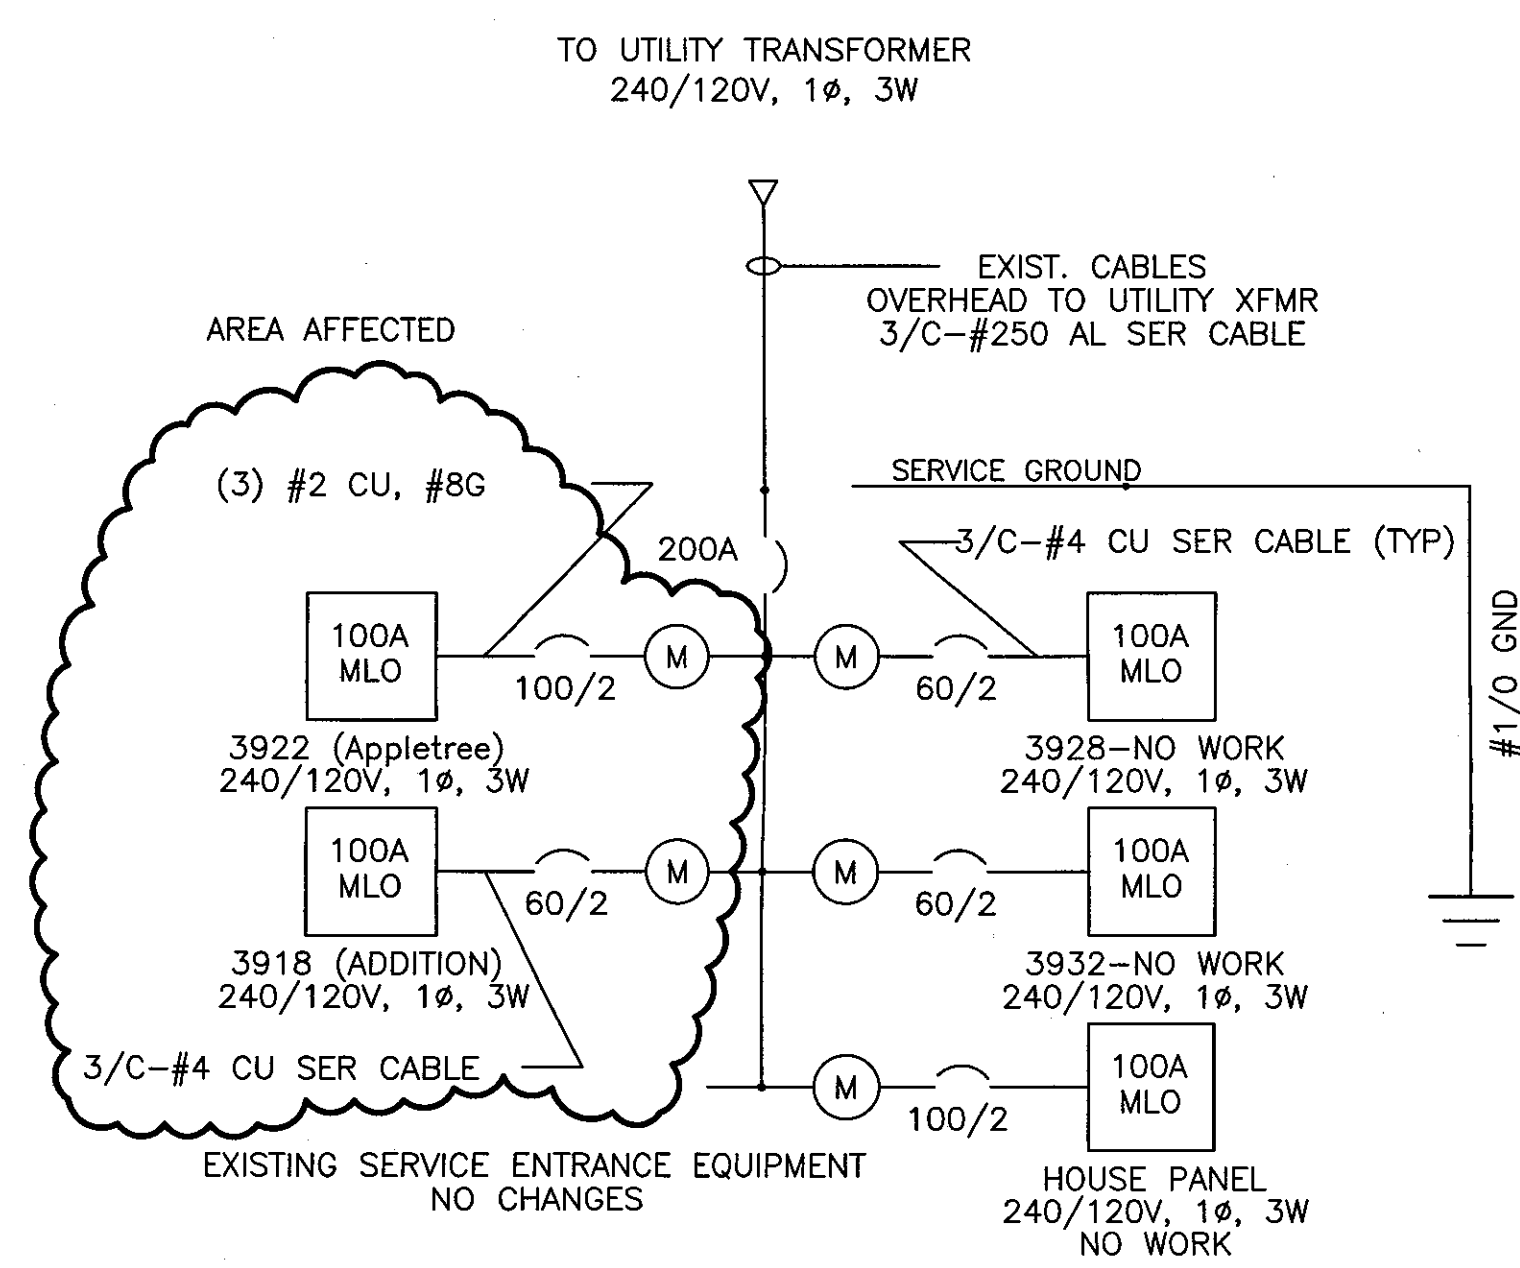 TO UTILITY TRANSFORMER
240/120V, 1ø, 3W
EXIST. CABLES
OVERHEAD TO UTILITY XFMR
3/C-#250 AL SER CABLE
AREA AFFECTED
(3) #2 CU, #8G
SERVICE GROUND
200A
3/C-#4 CU SER CABLE (TYP)
#1/0 GND
100A
MLO
100/2
M
M
60/2
100A
MLO
3922 (Appletree)
240/120V, 1ø, 3W
3928-NO WORK
240/120V, 1ø, 3W
100A
MLO
60/2
M
M
60/2
100A
MLO
3918 (ADDITION)
240/120V, 1ø, 3W
3932-NO WORK
240/120V, 1ø, 3W
3/C-#4 CU SER CABLE
M
100/2
100A
MLO
EXISTING SERVICE ENTRANCE EQUIPMENT
NO CHANGES
HOUSE PANEL
240/120V, 1ø, 3W
NO WORK